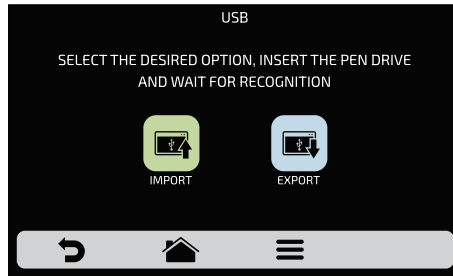 USB
SELECT THE DESIRED OPTION, INSERT THE PEN DRIVE
AND WAIT FOR RECOGNITION
IMPORT
EXPORT